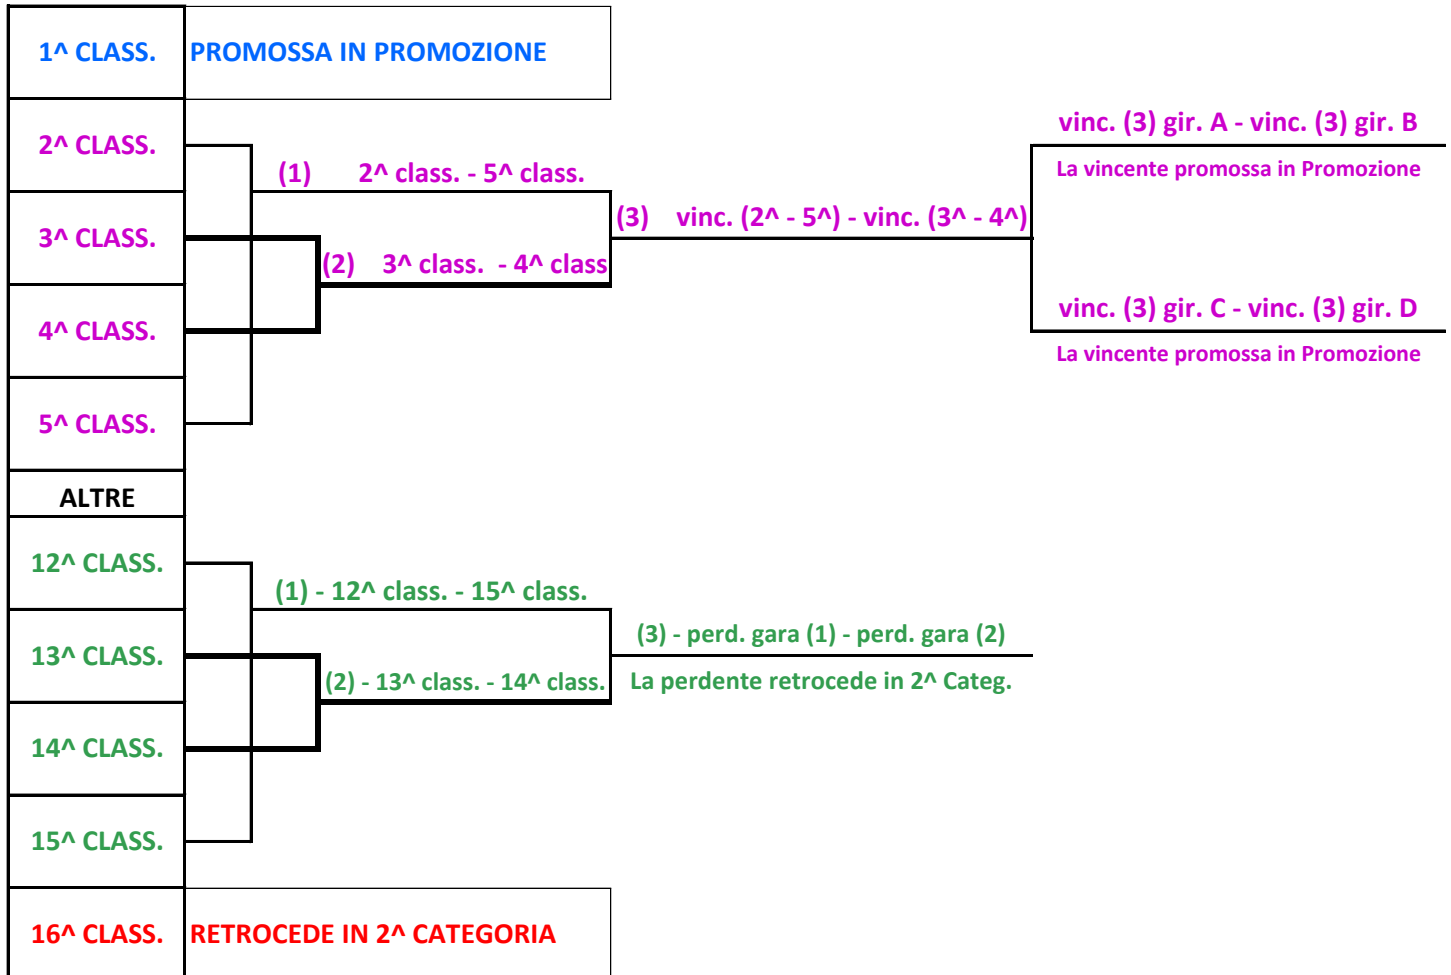 1^ CLASS. PROMOSSA IN PROMOZIONE
2^ CLASS.
(1) 2^ class. - 5^ class.
3^ CLASS.
(2) 3^ class. - 4^ class
4^ CLASS.
5^ CLASS.
(3) vinc. (2^ - 5^) - vinc. (3^ - 4^)
vinc. (3) gir. A - vinc. (3) gir. B
La vincente promossa in Promozione
vinc. (3) gir. C - vinc. (3) gir. D
La vincente promossa in Promozione
ALTRE
12^ CLASS.
(1) - 12^ class. - 15^ class.
13^ CLASS.
(2) - 13^ class. - 14^ class.
14^ CLASS.
15^ CLASS.
(3) - perd. gara (1) - perd. gara (2)
La perdente retrocede in 2^ Categ.
16^ CLASS. RETROCEDE IN 2^ CATEGORIA